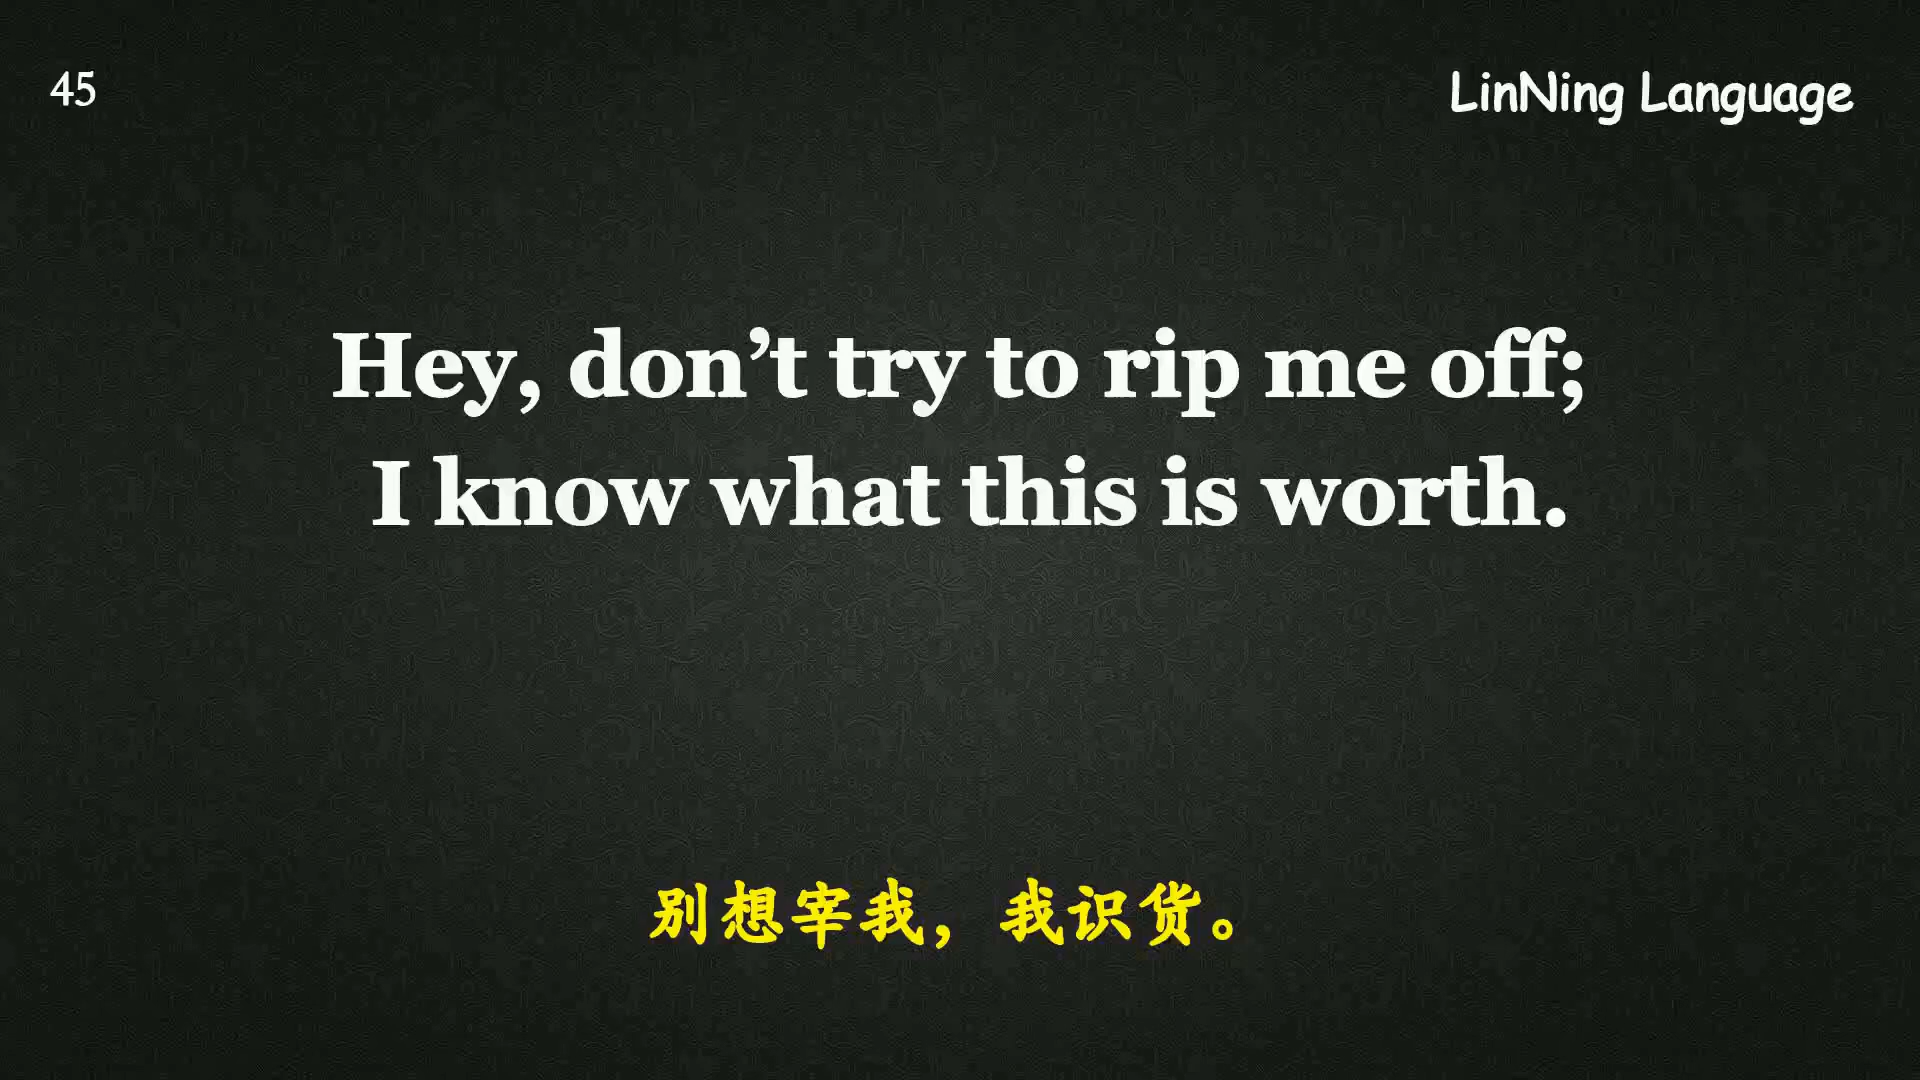 45
LinNing Language
Hey, don’t try to rip me off;
I know what this is worth.
别想宰我，我识货。